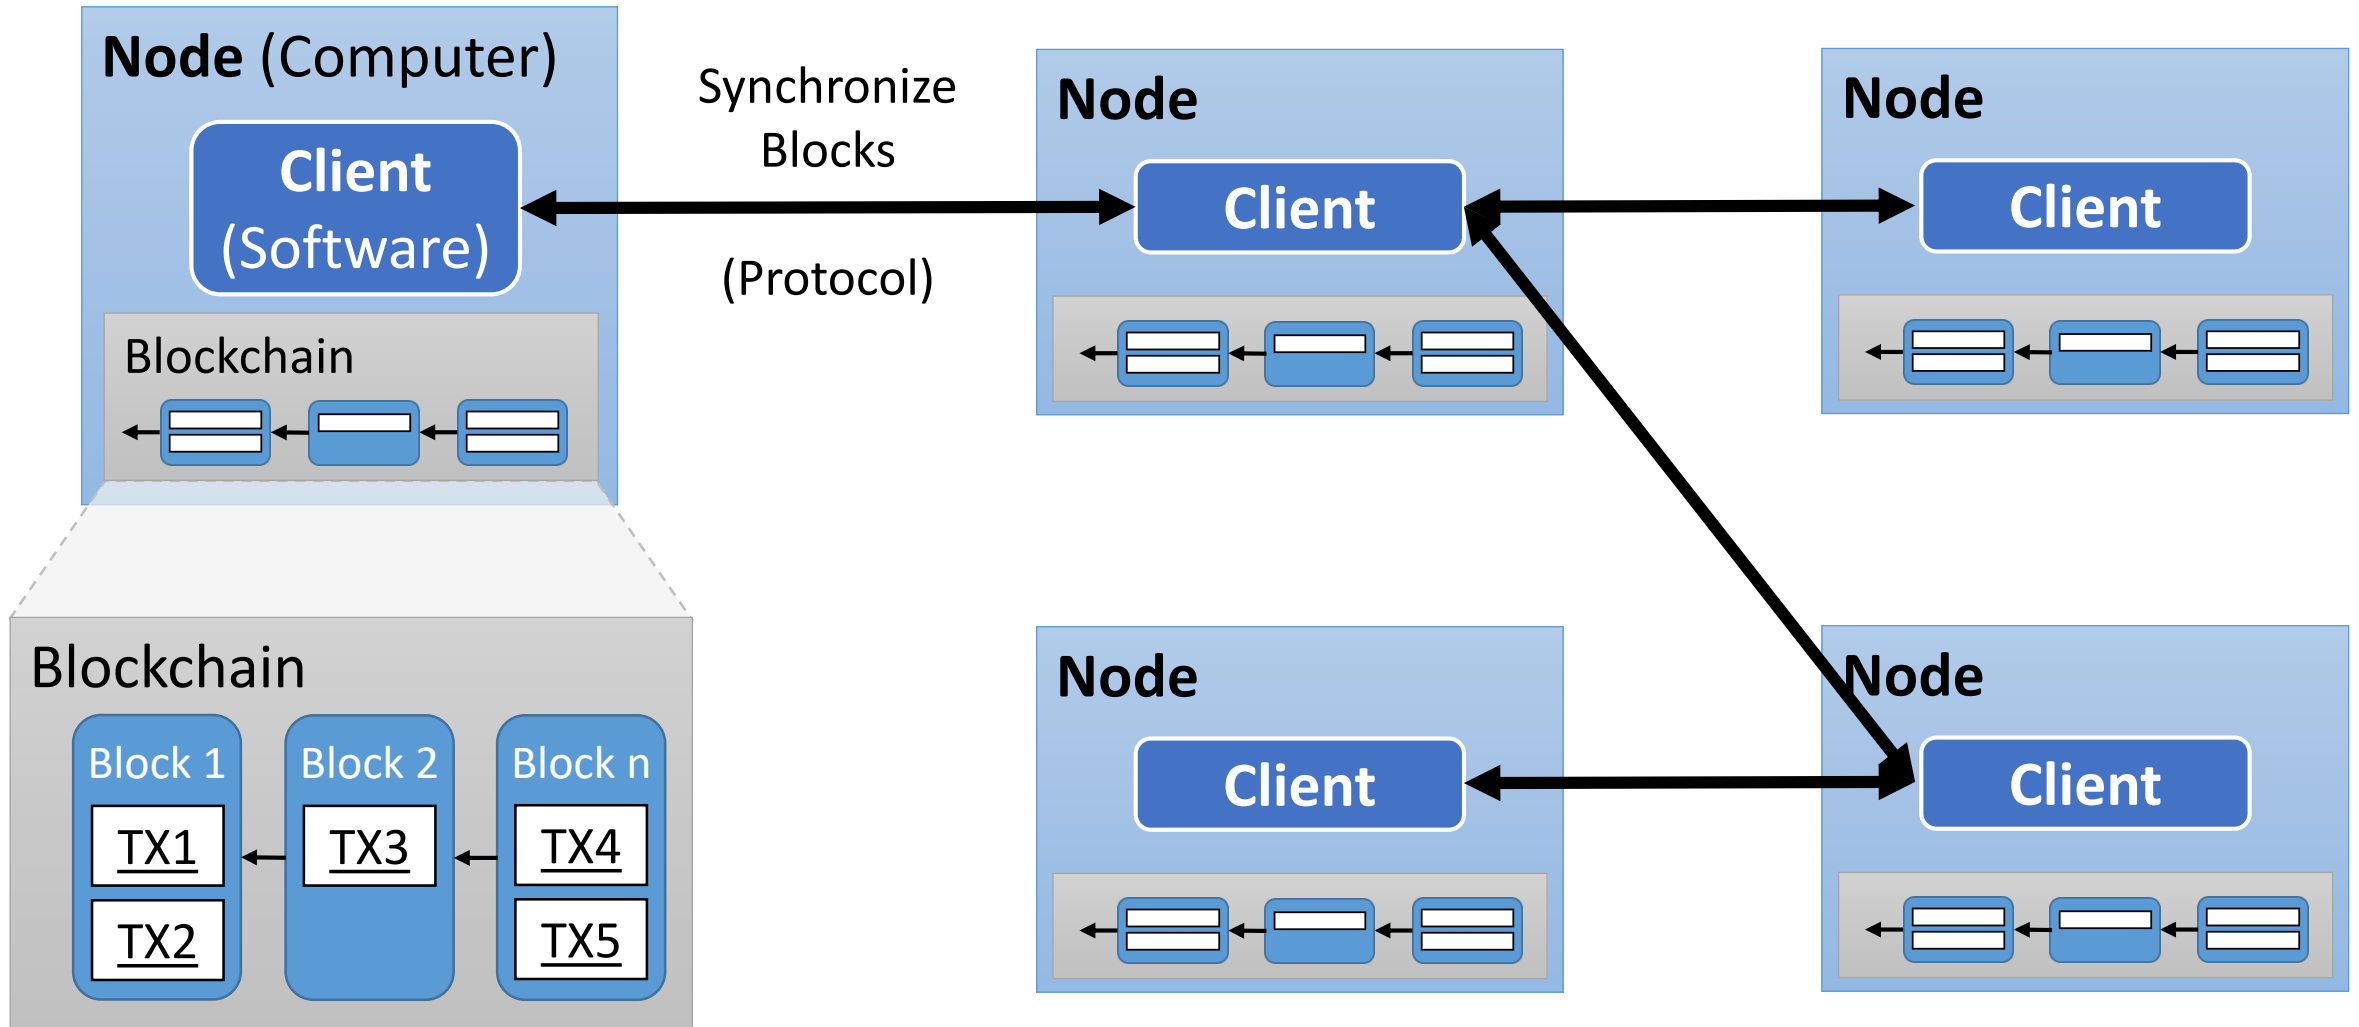 Node (Computer)
Client
(Software)
Blockchain
Synchronize
Blocks
(Protocol)
Node
Client
Node
Client
Blockchain
Block 1
TX1
TX2
Block 2
TX3
Block n
TX4
TX5
Node
Client
Node
Client